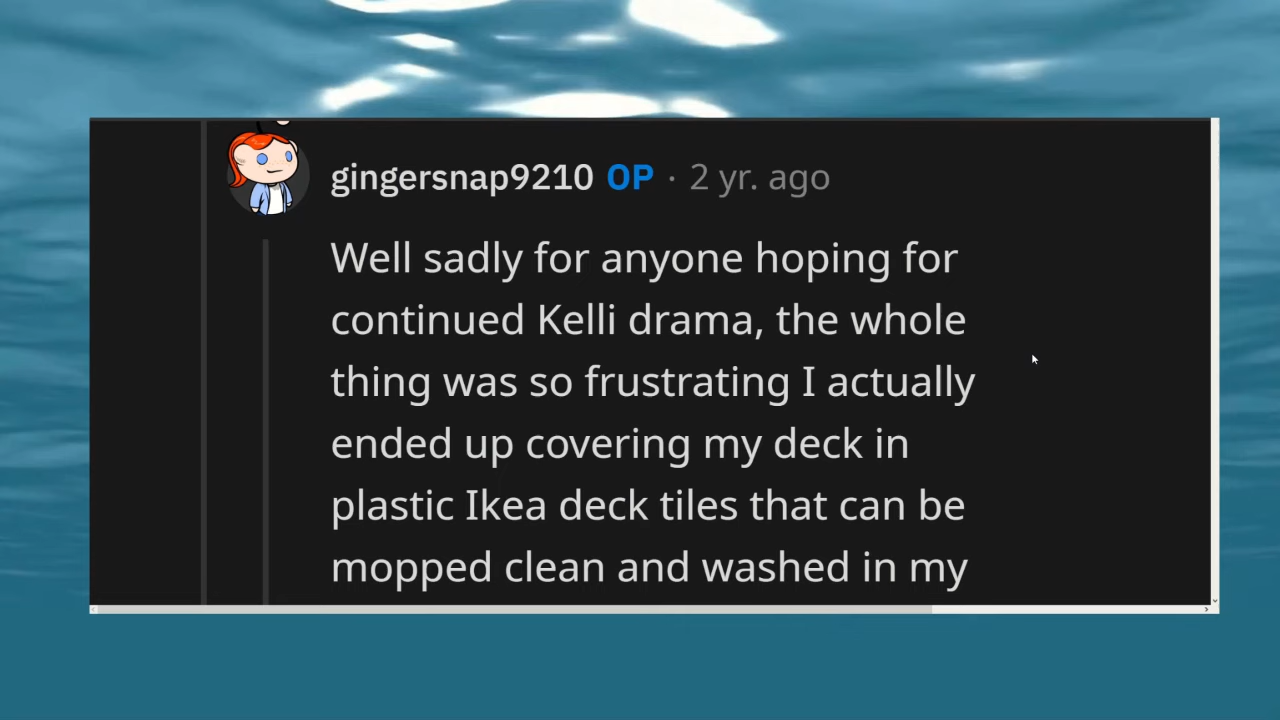 gingersnap9210 OP · 2 yr. ago
Well sadly for anyone hoping for
continued Kelli drama, the whole
thing was so frustrating I actually
ended up covering my deck in
plastic Ikea deck tiles that can be
mopped clean and washed in my